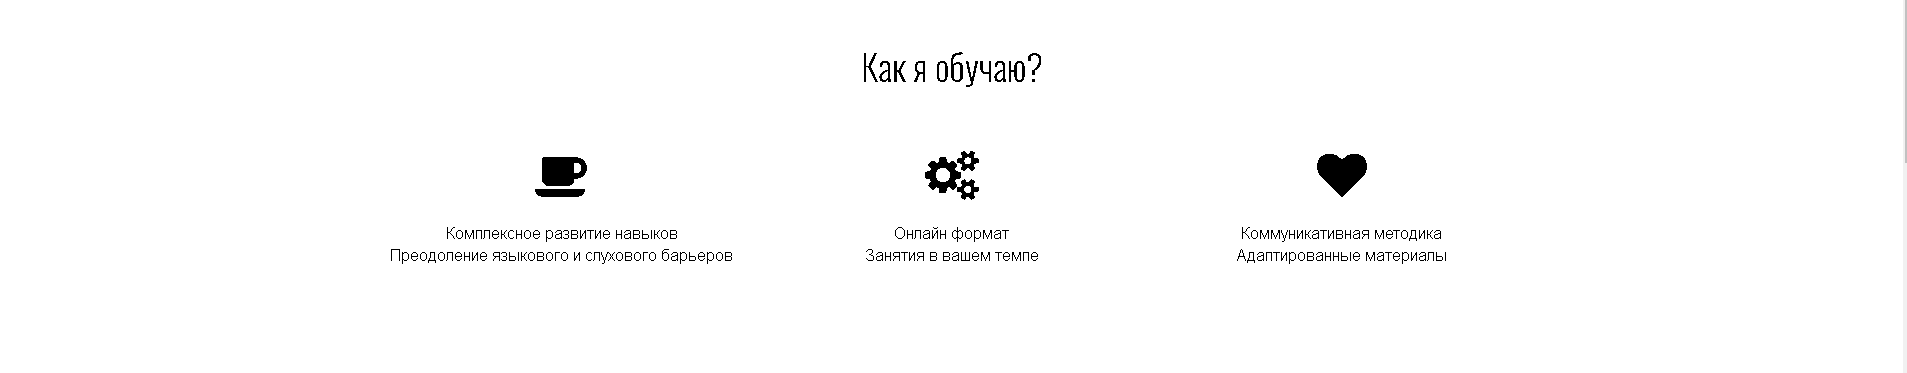 Как я обучаю?
Комплексное развитие навыков
Преодоление языкового и слухового барьеров
Онлайн формат
Занятия в вашем темпе
Коммуникативная методика
Адаптированные материалы